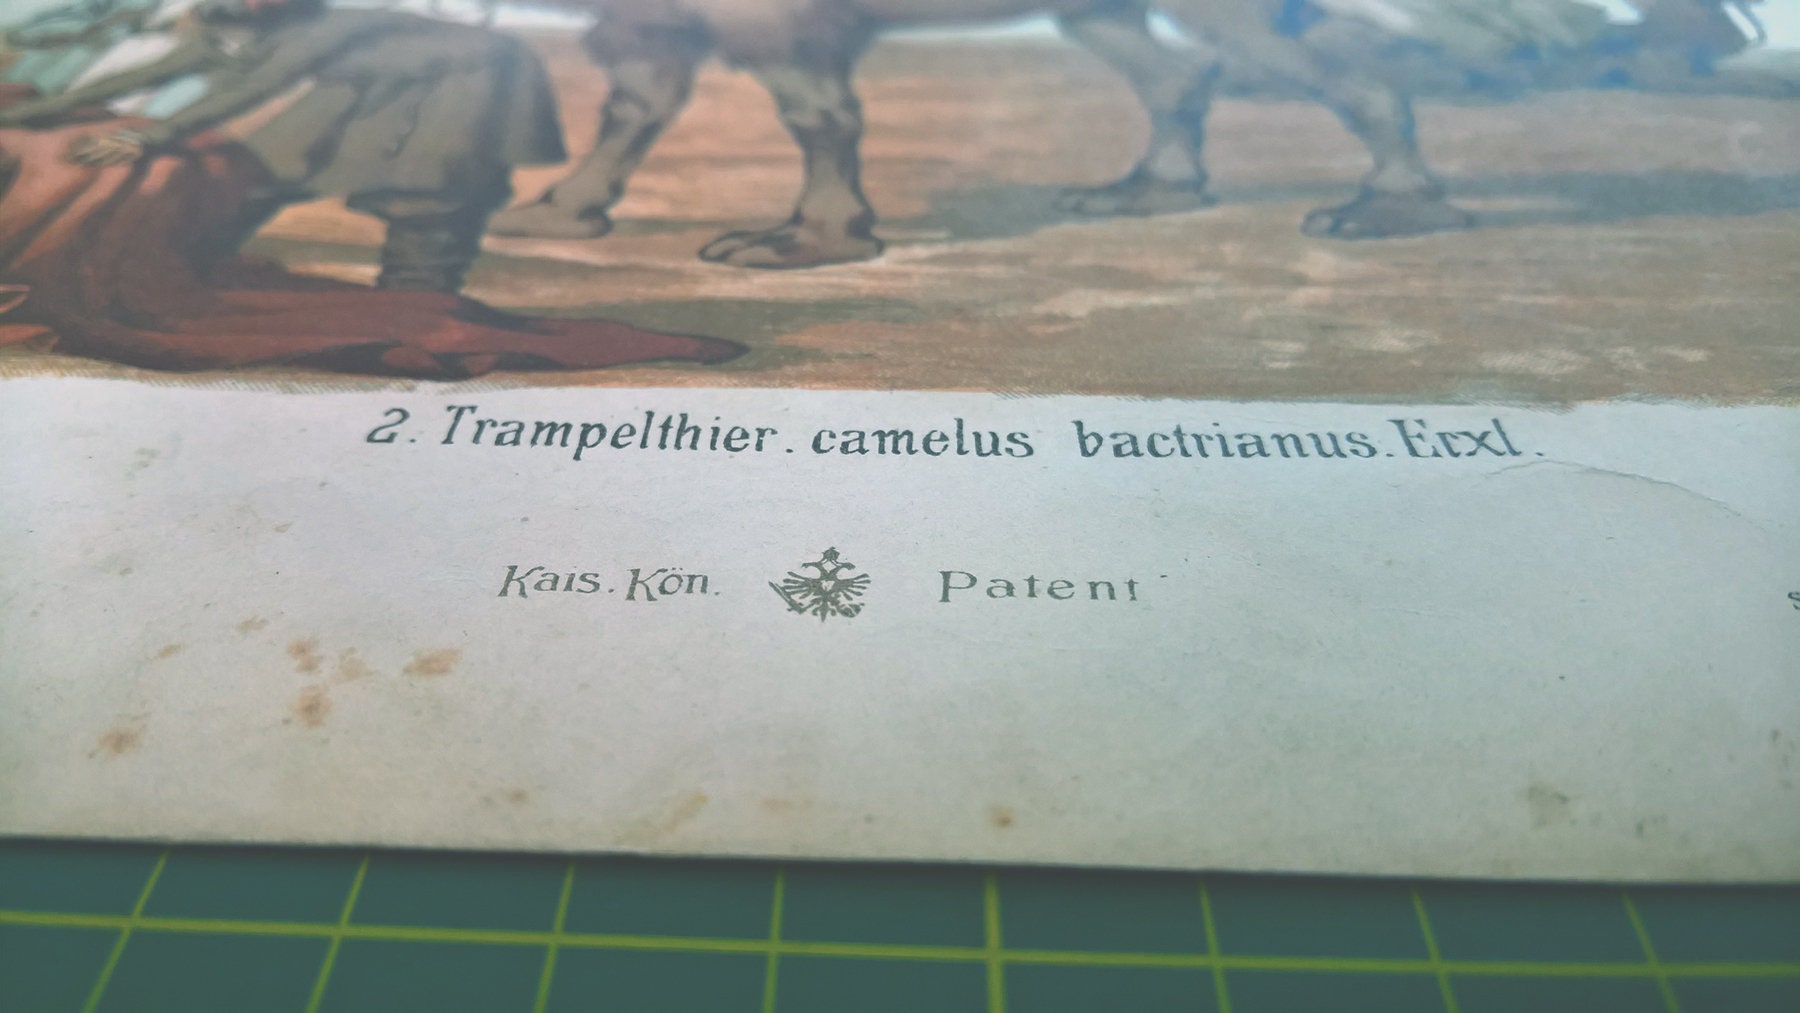 2. Trampelthier. camelus bactrianus. Erxl.
Kais. Kön. Patent